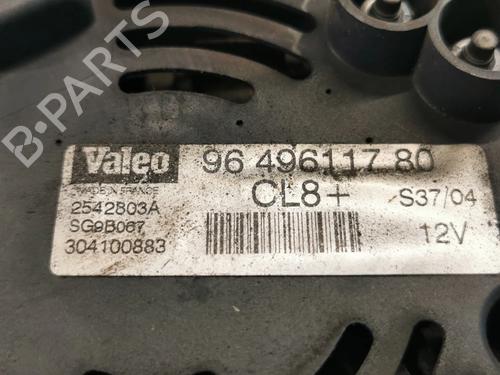 B-PARTS
Valeo
MADE IN FRANCE
2542803A
SG9B067
304100883
96 496117 80
CL8+
S37/04
12V